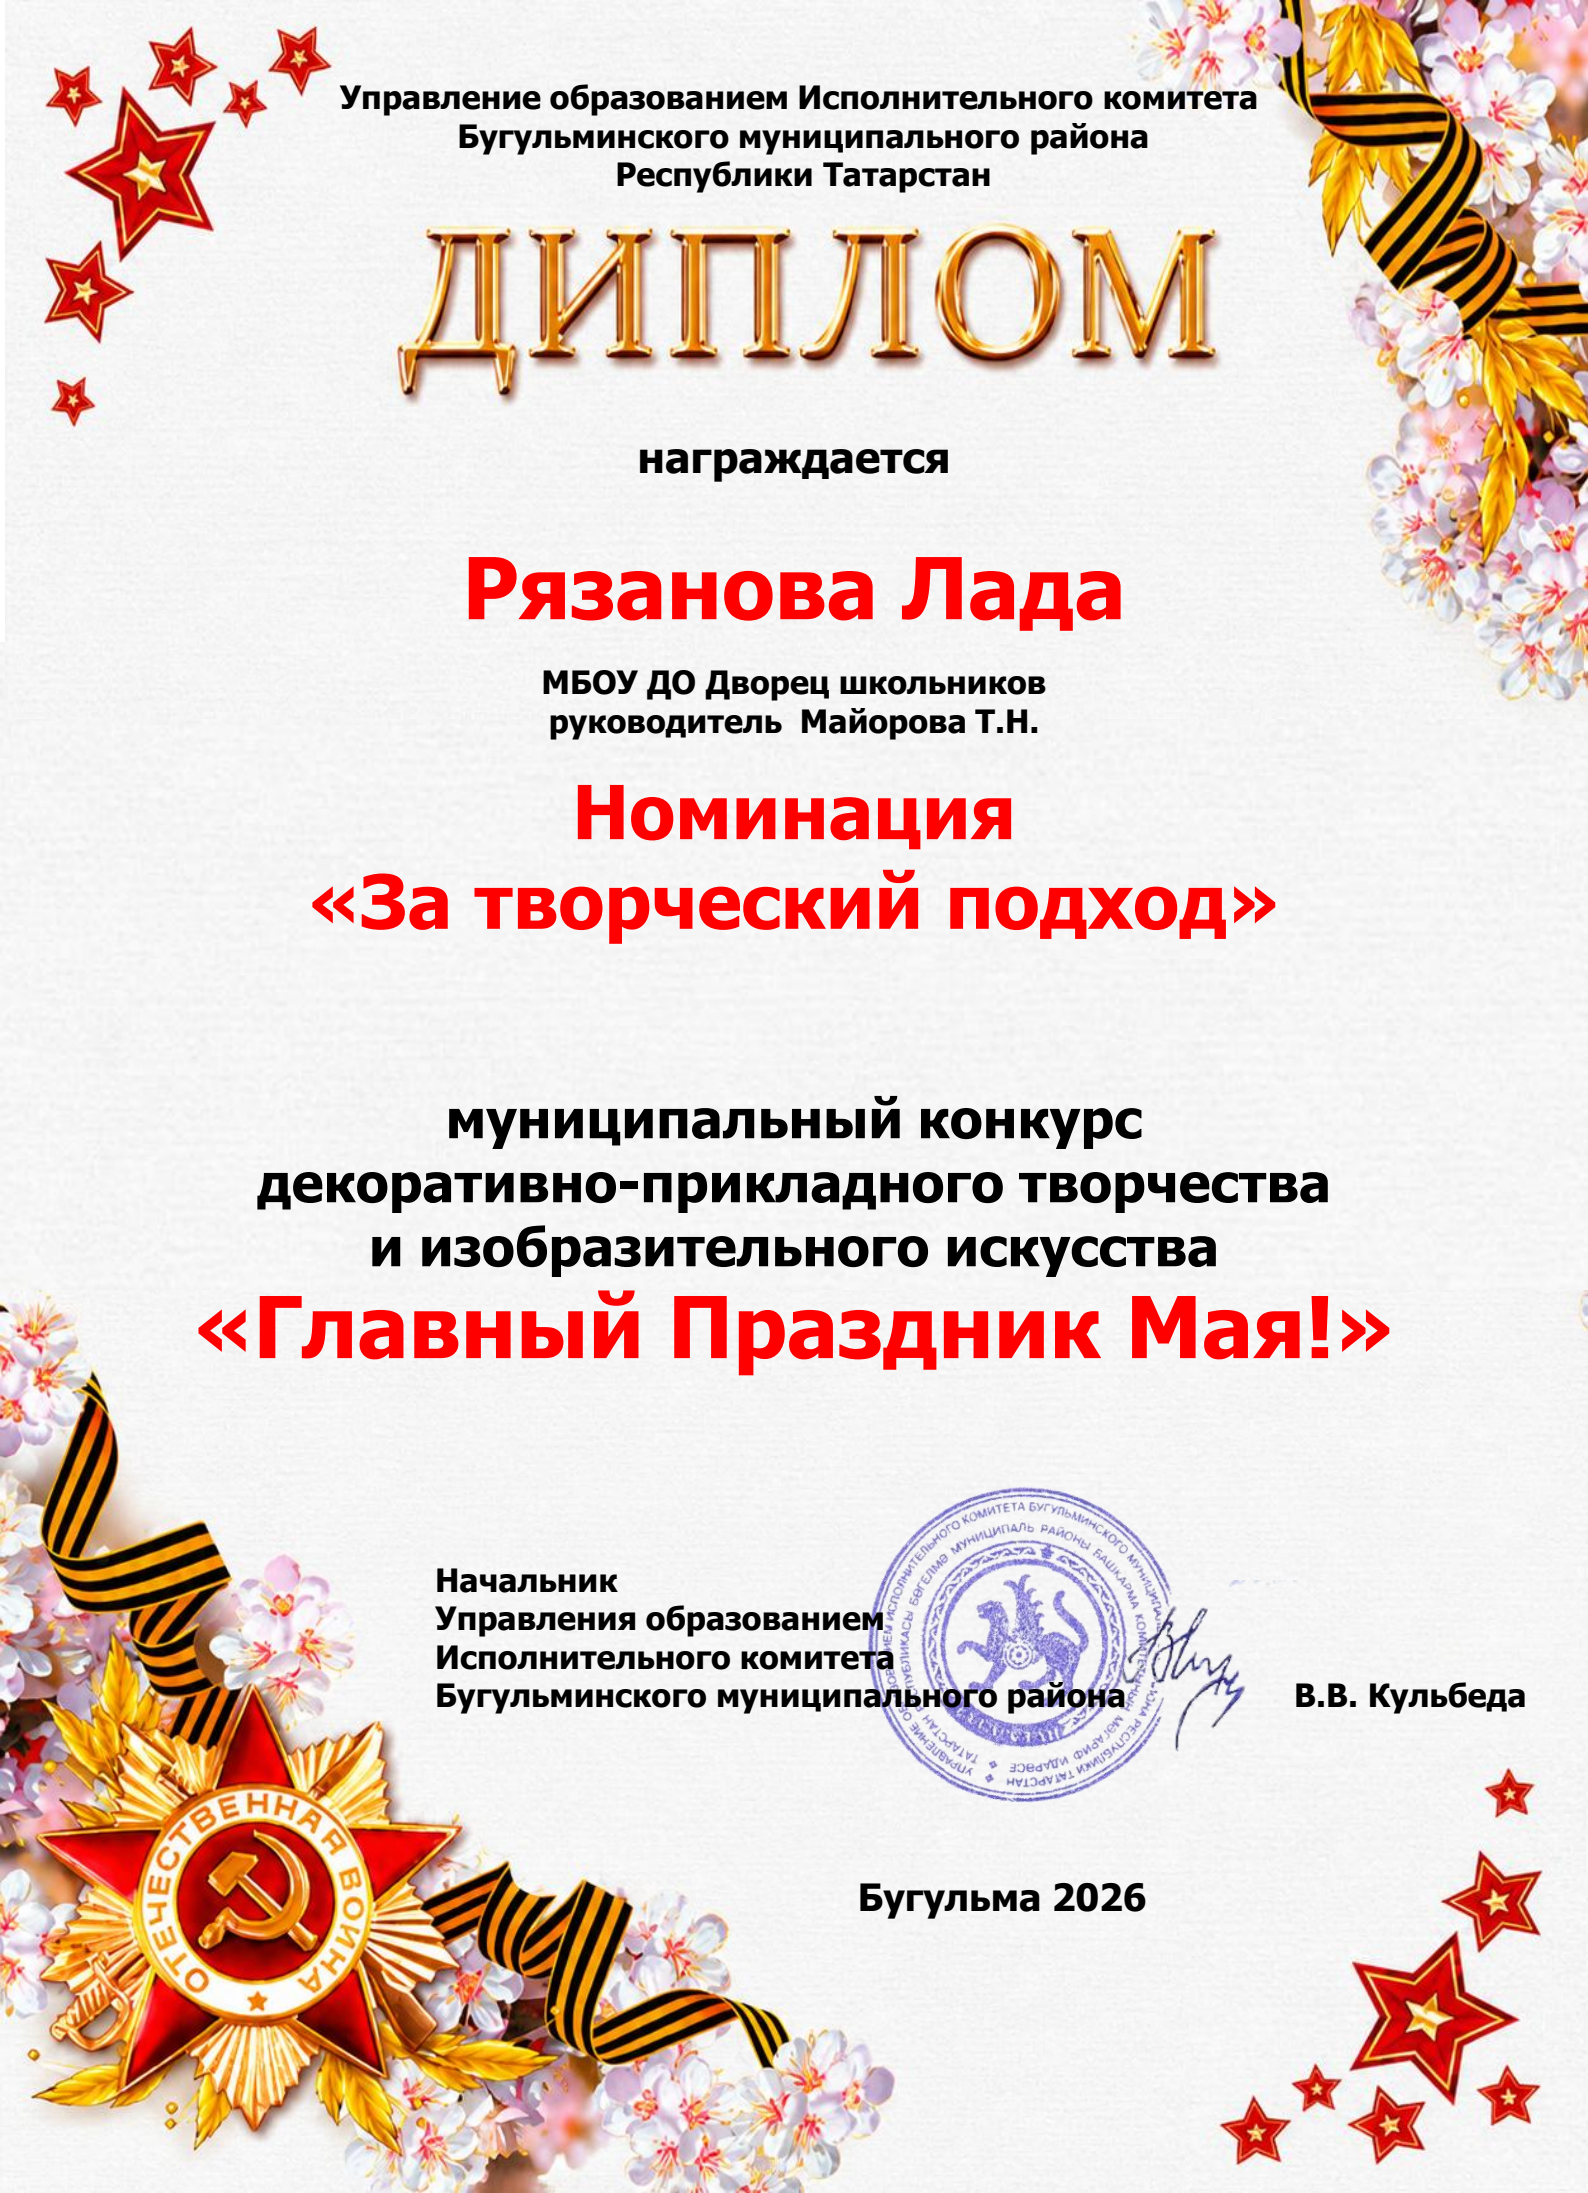 Управление образованием Исполнительного комитета
Бугульминского муниципального района
Республики Татарстан
ДИПЛОМ
награждается
Рязанова Лада
МБОУ ДО Дворец школьников
руководитель Майорова Т.Н.
Номинация
«За творческий подход»
муниципальный конкурс
декоративно-прикладного творчества
и изобразительного искусства
«Главный Праздник Мая!»
Начальник
Управления образованием
Исполнительного комитета
Бугульминского муниципального района
В.В. Кульбеда
Бугульма 2026
ОТЕЧЕСТВЕННАЯ ВОЙНА